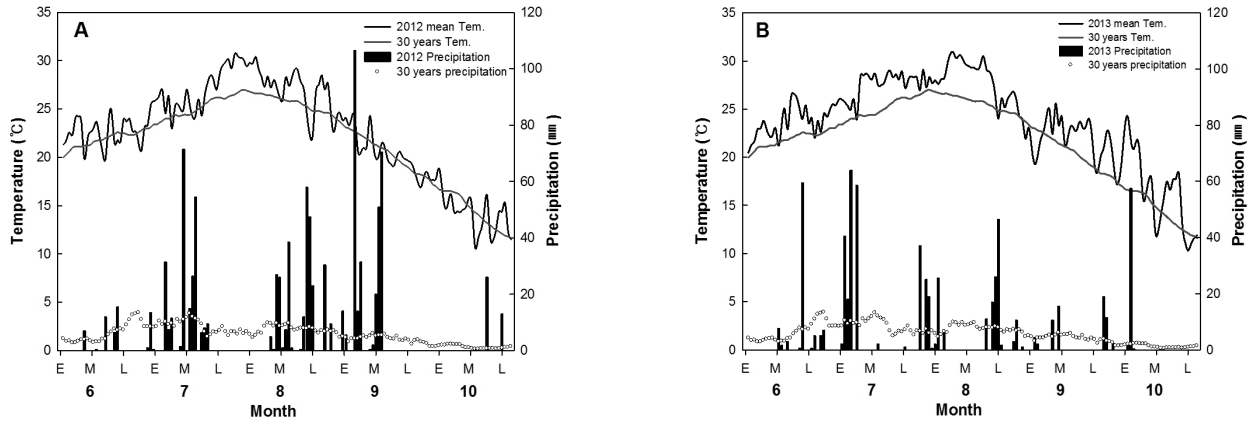 A
2012 mean Tem.
30 years Tem.
2012 Precipitation
30 years precipitation
Temperature (℃)
35
30
25
20
15
10
5
0
Precipitation (㎜)
120
100
80
60
40
20
0
E M L E M L E M L E M L E M L
6 7 8 9 10
Month
B
2013 mean Tem.
30 years Tem.
2013 Precipitation
30 years precipitation
Temperature (℃)
35
30
25
20
15
10
5
0
Precipitation (㎜)
120
100
80
60
40
20
0
E M L E M L E M L E M L E M L
6 7 8 9 10
Month